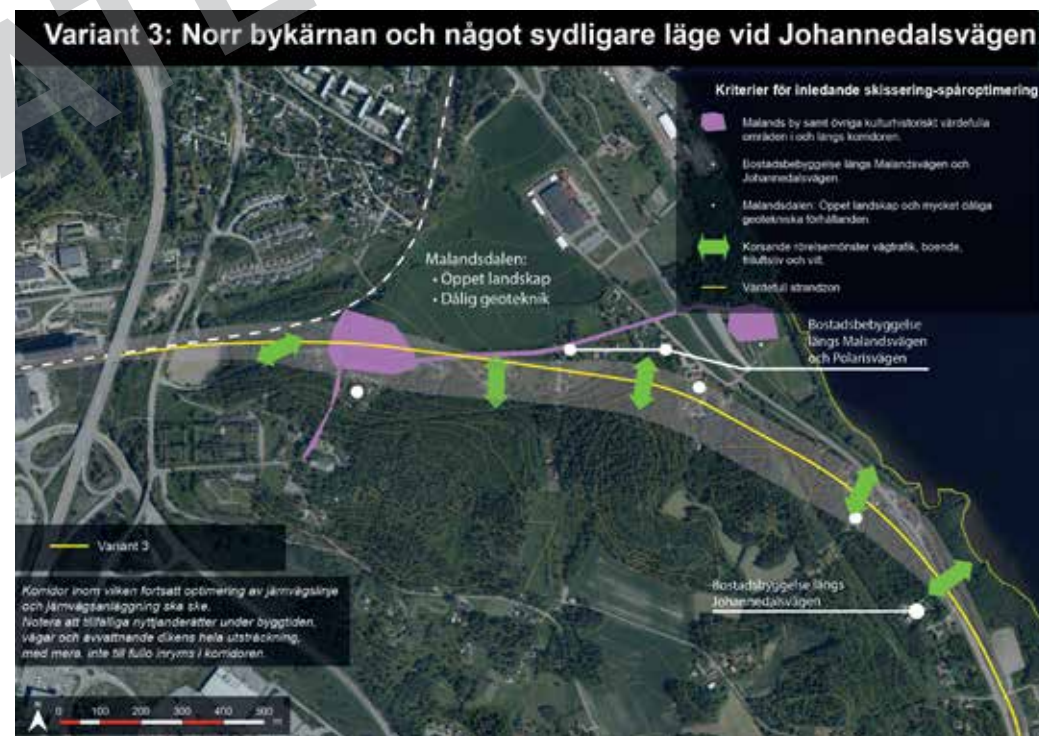 Variant 3: Norr bykärnan och något sydligare läge vid Johannedalsvägen
Kriterier för inledande skissering-spåroptimering
Malands by samt övriga kulturhistoriskt värdefulla
områden i och längs korridoren.
Bostadsbebyggelse längs Malandsvägen och
Johannedalsvägen.
Malandsdalen: Öppet landskap och mycket dåliga
geotekniska förhållanden.
Korsande rörelsemönster vägtrafik, boende,
friluftsliv och vilt.
Värdefull strandzon
Malandsdalen:
• Öppet landskap
• Dålig geoteknik
Bostadsbebyggelse
längs Malandsvägen
och Polarisvägen
Variant 3
Korridor inom vilken fortsatt optimering av järnvägslinje
och järnvägsanläggning ska ske.
Notera att tillfälliga nyttjanderätter under byggtiden,
vägar och avvattnande dikens hela utsträckning,
med mera, inte till fullo inryms i korridoren.
Bostadsbyggelse längs
Johannedalsvägen
0 100 200 300 400 500
m